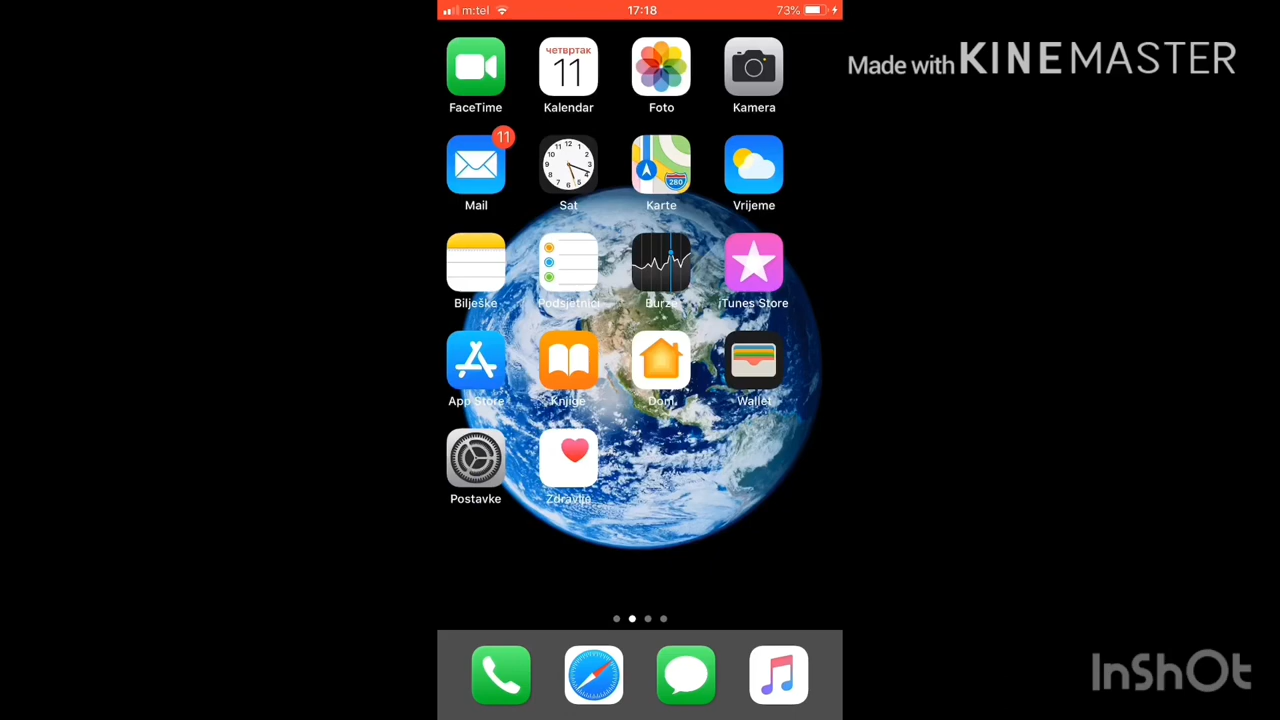 m:tel 17:18 73%
Made with KINEMASTER
четвртак
11
FaceTime Kalendar Foto Kamera
11
280
Mail Sat Karte Vrijeme
Bilješke Podsjetnici Burze iTunes Store
App Store Knjige Dom Wallet
Postavke Zdravlje
InShOt